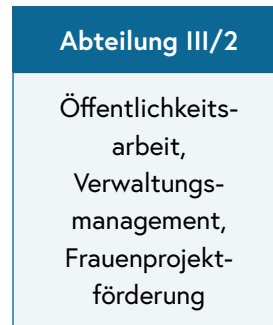 Abteilung III/2
Öffentlichkeits-
arbeit,
Verwaltungs-
management,
Frauenprojekt-
förderung